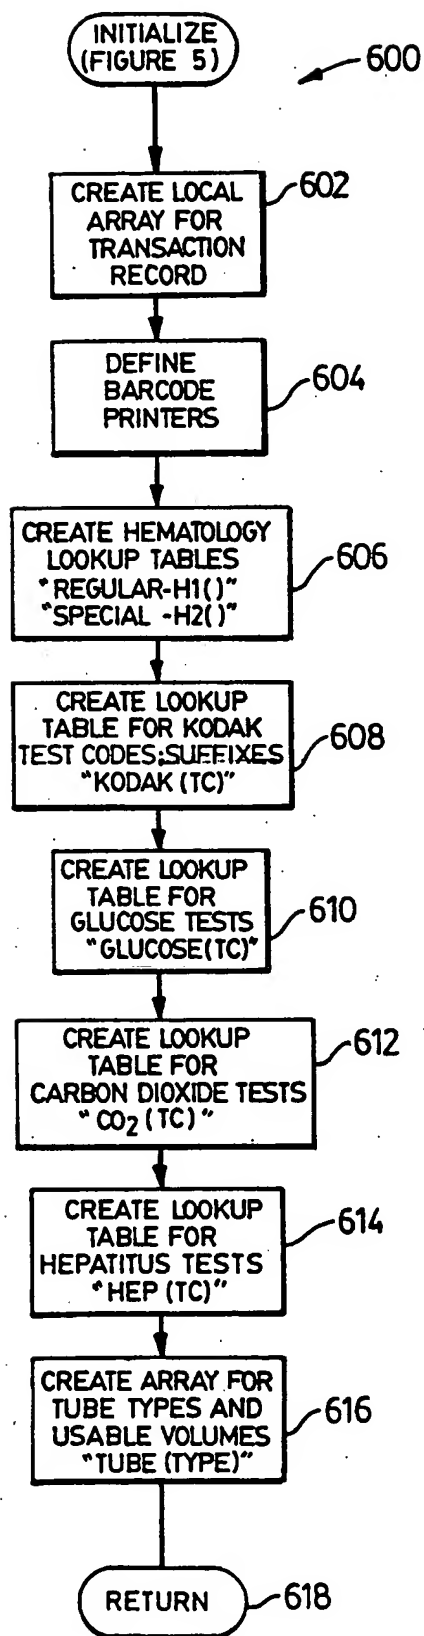 INITIALIZE
(FIGURE 5)
600
CREATE LOCAL
ARRAY FOR
TRANSACTION
RECORD
602
DEFINE
BARCODE
PRINTERS
604
CREATE HEMATOLOGY
LOOKUP TABLES
"REGULAR-H1()"
"SPECIAL -H2()"
606
CREATE LOOKUP
TABLE FOR KODAK
TEST CODES;SUFFIXES
"KODAK (TC)"
608
CREATE LOOKUP
TABLE FOR
GLUCOSE TESTS
"GLUCOSE(TC)"
610
CREATE LOOKUP
TABLE FOR
CARBON DIOXIDE TESTS
"CO₂ (TC)"
612
CREATE LOOKUP
TABLE FOR
HEPATITUS TESTS
"HEP (TC)"
614
CREATE ARRAY FOR
TUBE TYPES AND
USABLE VOLUMES
"TUBE (TYPE)"
616
RETURN
618